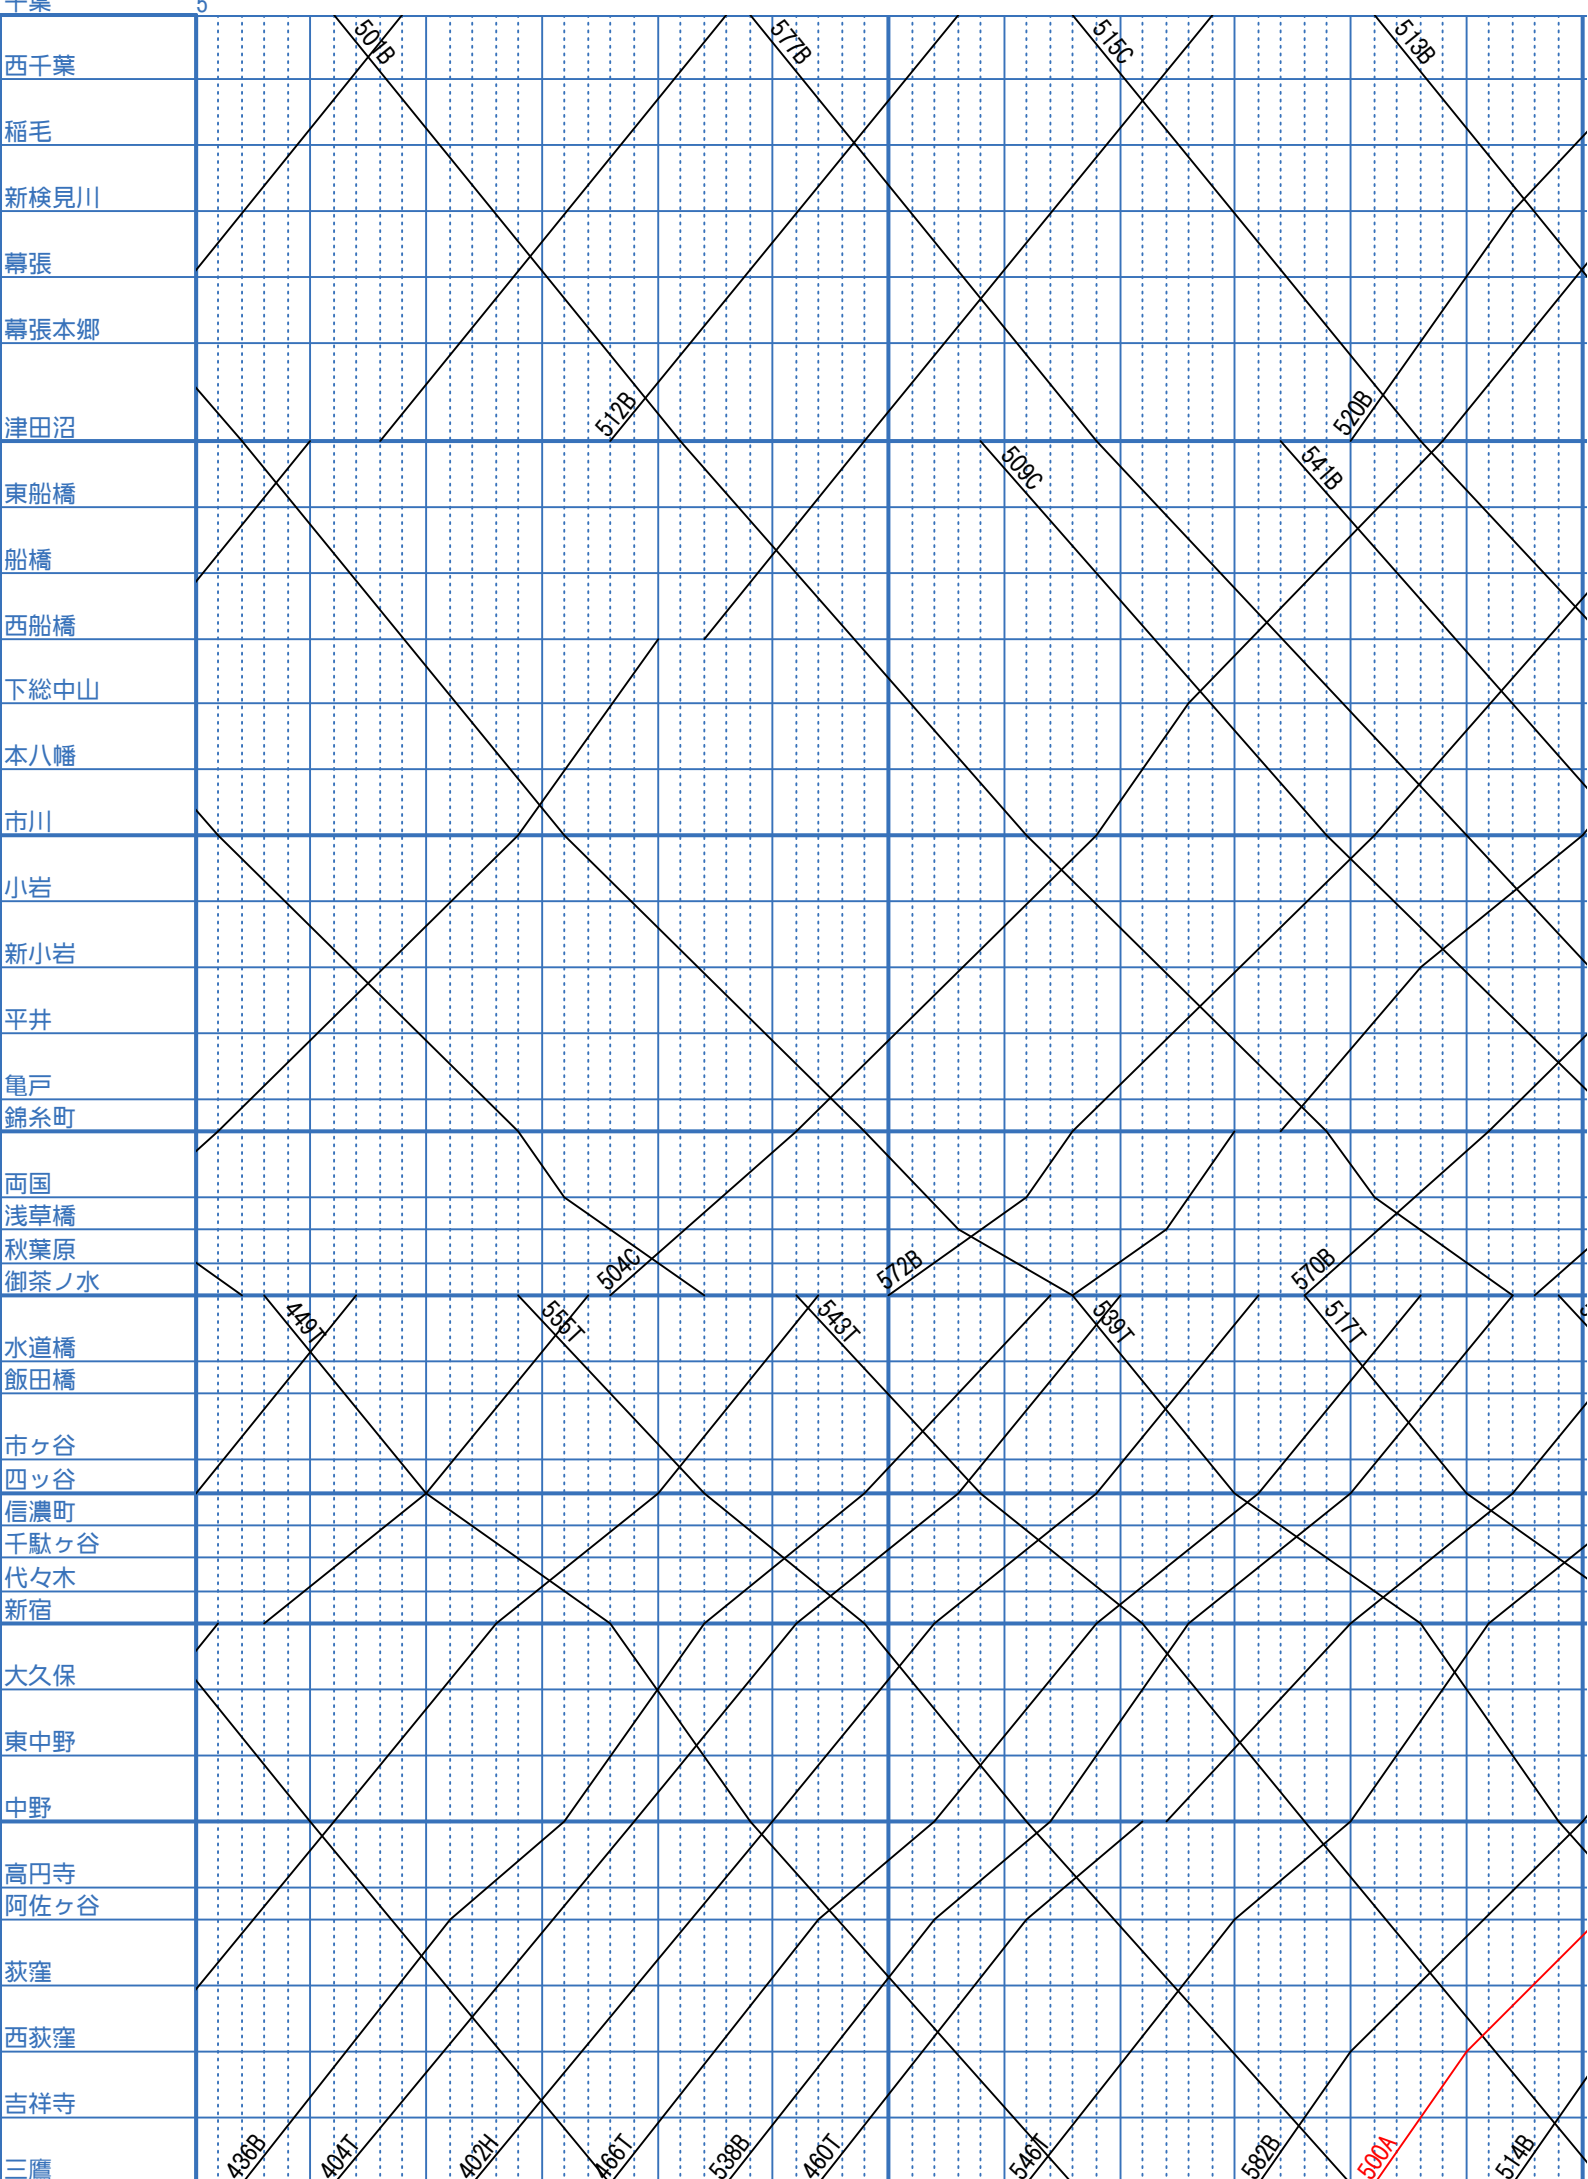 千葉
5
501B
577B
515C
513B
西千葉
稲毛
新検見川
幕張
幕張本郷
512B
520B
津田沼
509C
541B
東船橋
船橋
西船橋
下総中山
本八幡
市川
小岩
新小岩
平井
亀戸
錦糸町
両国
浅草橋
秋葉原
504C
572B
570B
御茶ノ水
449T
555T
543T
539T
517T
水道橋
飯田橋
市ヶ谷
四ッ谷
信濃町
千駄ヶ谷
代々木
新宿
大久保
東中野
中野
高円寺
阿佐ヶ谷
荻窪
西荻窪
吉祥寺
436B
404T
402H
466T
538B
460T
546T
582B
500A
514B
三鷹